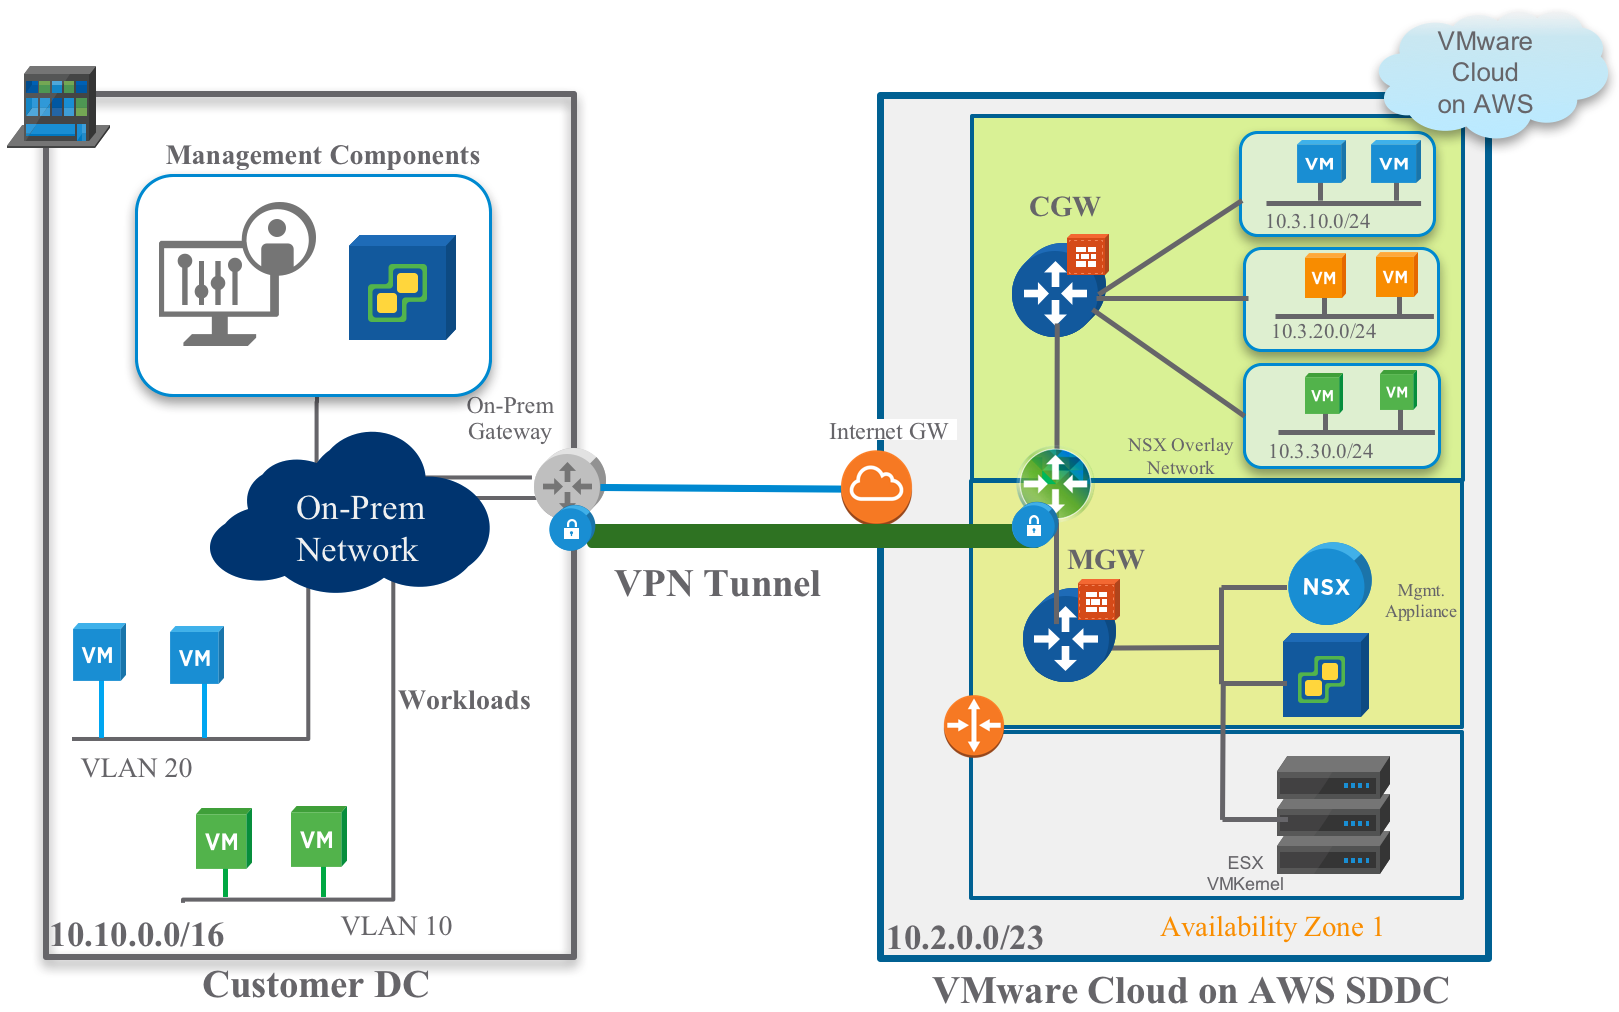 VMware
Cloud
on AWS
Management Components
VM
VM
10.3.10.0/24
CGW
VM
VM
10.3.20.0/24
VM
VM
10.3.30.0/24
On-Prem
Gateway
Internet GW
NSX Overlay
Network
On-Prem
Network
VPN Tunnel
MGW
NSX
Mgmt.
Appliance
VM
VM
Workloads
VLAN 20
VM
VM
VLAN 10
ESX
VMKernel
10.10.0.0/16
10.2.0.0/23
Availability Zone 1
Customer DC
VMware Cloud on AWS SDDC